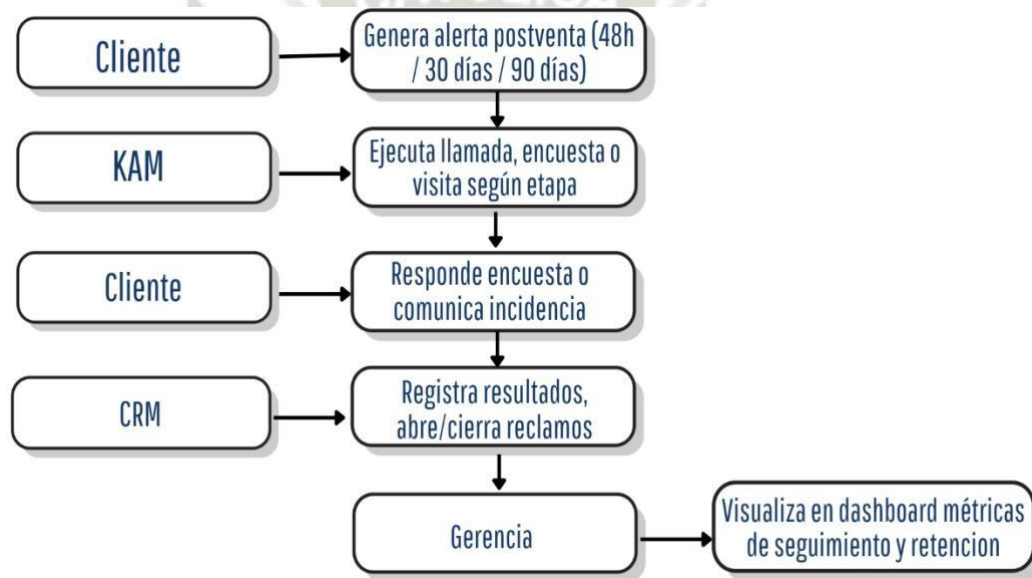 Cliente
Genera alerta postventa (48h
/ 30 días / 90 días)
KAM
Ejecuta llamada, encuesta o
visita según etapa
Cliente
Responde encuesta o
comunica incidencia
CRM
Registra resultados,
abre/cierra reclamos
Gerencia
Visualiza en dashboard métricas
de seguimiento y retencion